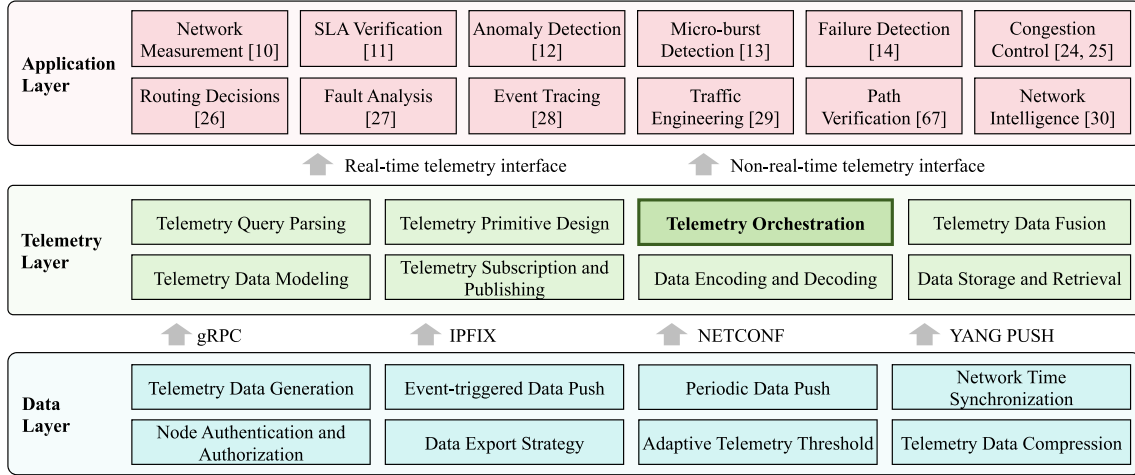 Application
Layer
Network
Measurement [10]
SLA Verification
[11]
Anomaly Detection
[12]
Micro-burst
Detection [13]
Failure Detection
[14]
Congestion
Control [24, 25]
Routing Decisions
[26]
Fault Analysis
[27]
Event Tracing
[28]
Traffic
Engineering [29]
Path
Verification [67]
Network
Intelligence [30]
Real-time telemetry interface
Non-real-time telemetry interface
Telemetry
Layer
Telemetry Query Parsing
Telemetry Primitive Design
Telemetry Orchestration
Telemetry Data Fusion
Telemetry Data Modeling
Telemetry Subscription and
Publishing
Data Encoding and Decoding
Data Storage and Retrieval
gRPC
IPFIX
NETCONF
YANG PUSH
Data
Layer
Telemetry Data Generation
Event-triggered Data Push
Periodic Data Push
Network Time
Synchronization
Node Authentication and
Authorization
Data Export Strategy
Adaptive Telemetry Threshold
Telemetry Data Compression